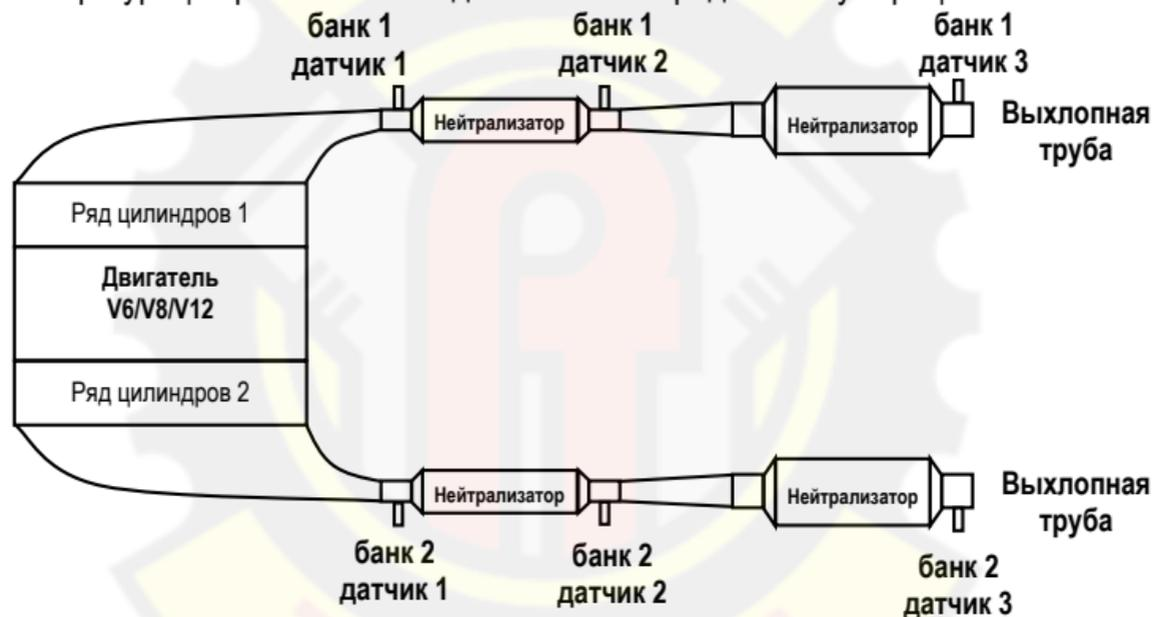 банк 1
датчик 1
банк 1
датчик 2
банк 1
датчик 3
Нейтрализатор
Нейтрализатор
Выхлопная
труба
Ряд цилиндров 1
Двигатель
V6/V8/V12
Ряд цилиндров 2
Нейтрализатор
Нейтрализатор
Выхлопная
труба
банк 2
датчик 1
банк 2
датчик 2
банк 2
датчик 3